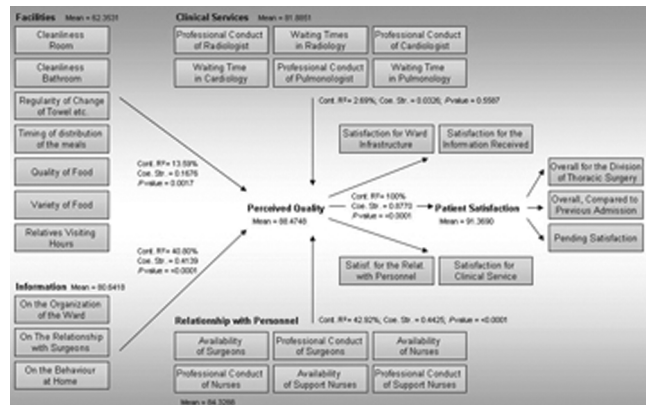 Facilities Mean = 62.3531
Cleanliness
Room
Cleanliness
Bathroom
Regularity of Change
of Towel etc.
Timing of distribution
of the meals
Quality of Food
Variety of Food
Relatives Visiting
Hours
Information Mean = 80.6418
On the Organization
of the Ward
On The Relationship
with Surgeons
On the Behaviour
at Home
Clinical Services Mean = 81.8851
Professional Conduct
of Radiologist
Waiting Times
in Radiology
Professional Conduct
of Cardiologist
Waiting Time
in Cardiology
Professional Conduct
of Pulmonologist
Waiting Time
in Pulmonology
Cont. R²= 2.69%; Coe. Str. = 0.0326; Pvalue = 0.5587
Cont. R²= 13.59%
Coe. Str. = 0.1676
Pvalue = 0.0017
Cont. R²= 40.80%
Coe. Str. = 0.4139
Pvalue = <0.0001
Satisfaction for Ward
Infrastructure
Satisfaction for the
Information Received
Perceived Quality
Mean = 88.4748
Cont. R²= 100%
Coe. Str. = 0.8770
Pvalue = <0.0001
Patient Satisfaction
Mean = 91.3690
Overall for the Division
of Thoracic Surgery
Overall, Compared to
Previous Admission
Pending Satisfaction
Satisf. for the Relat.
with Personnel
Satisfaction for
Clinical Service
Relationship with Personnel
Cont. R²= 42.92%; Coe. Str. = 0.4425; Pvalue = <0.0001
Availability
of Surgeons
Professional Conduct
of Surgeons
Availability
of Nurses
Professional Conduct
of Nurses
Availability
of Support Nurses
Professional Conduct
of Support Nurses
Mean = 84.3266